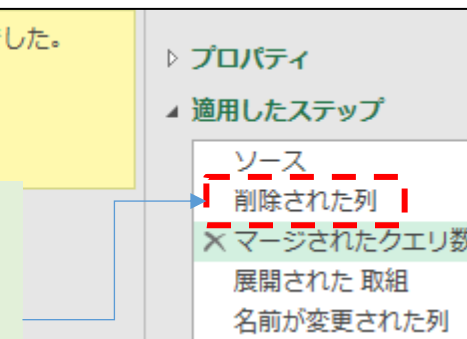 した。
プロパティ
適用したステップ
ソース
削除された列
マージされたクエリ数
展開された 取組
名前が変更された列